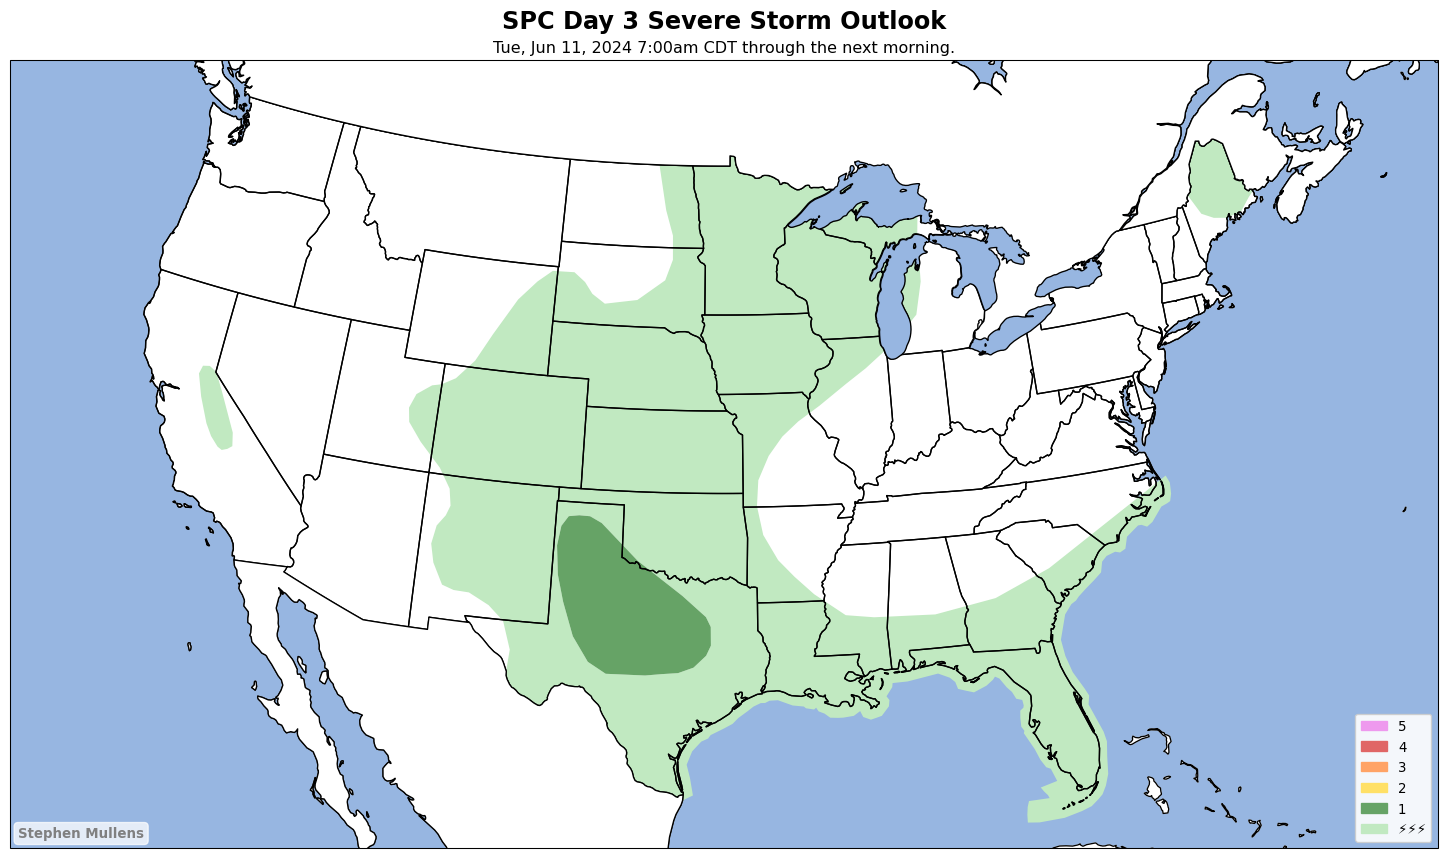 SPC Day 3 Severe Storm Outlook
Tue, Jun 11, 2024 7:00am CDT through the next morning.
5
4
3
2
1
⚡⚡⚡
Stephen Mullens